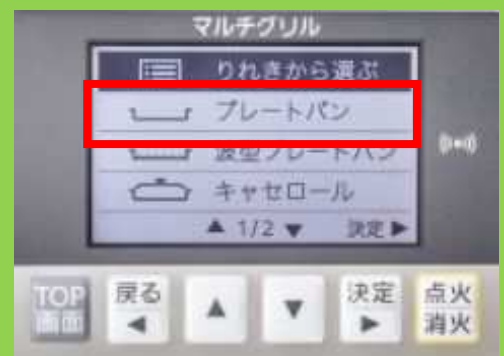 マルチグリル
りれきから選ぶ
プレートパン
波型プレートパン
キャセロール
▲ 1/2 ▼ 決定 ▶
TOP 戻る 決定 点火
画面 ◀ ▲ ▼ ▶ 消火